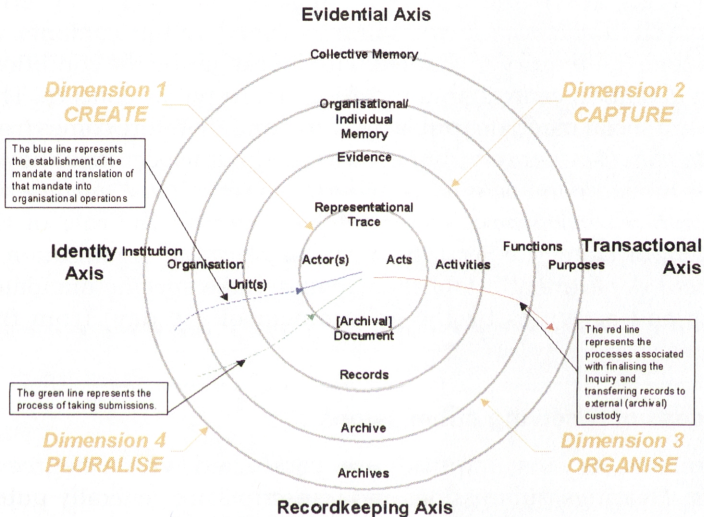 Evidential Axis
Collective Memory
Dimension 1
CREATE
Dimension 2
CAPTURE
Organisational/
Individual
Memory
The blue line represents
the establishment of the
mandate and translation of
that mandate into
organisational operations
Evidence
Representational
Trace
Identity
Axis
Institution
Organisation
Unit(s)
Actor(s)
Acts
Activities
Functions
Purposes
Transactional
Axis
[Archival]
Document
The red line
represents the
processes associated
with finalising the
Inquiry and
transferring records to
external (archival)
custody
Records
The green line represents the
process of taking submissions.
Archive
Dimension 4
PLURALISE
Dimension 3
ORGANISE
Archives
Recordkeeping Axis